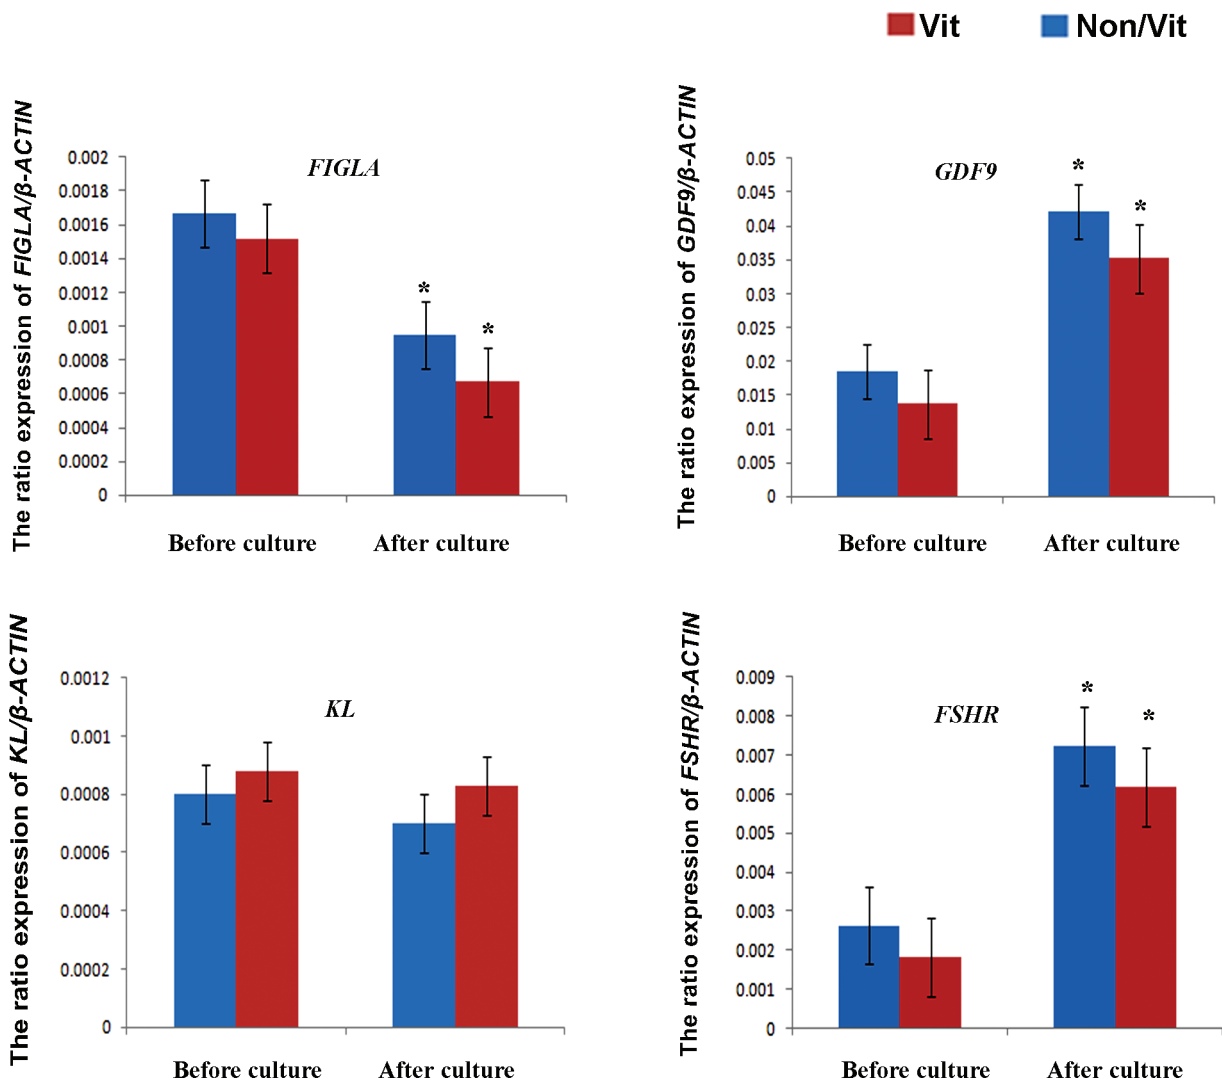 Vit
Non/Vit
The ratio expression of FIGLA/β-ACTIN
FIGLA
0.002
0.0018
0.0016
0.0014
0.0012
0.001
0.0008
0.0006
0.0004
0.0002
0
*
*
Before culture
After culture
The ratio expression of GDF9/β-ACTIN
GDF9
0.05
0.045
0.04
0.035
0.03
0.025
0.02
0.015
0.01
0.005
0
*
*
Before culture
After culture
The ratio expression of KL/β-ACTIN
KL
0.0012
0.001
0.0008
0.0006
0.0004
0.0002
0
Before culture
After culture
The ratio expression of FSHR/β-ACTIN
FSHR
0.009
0.008
0.007
0.006
0.005
0.004
0.003
0.002
0.001
0
*
*
Before culture
After culture